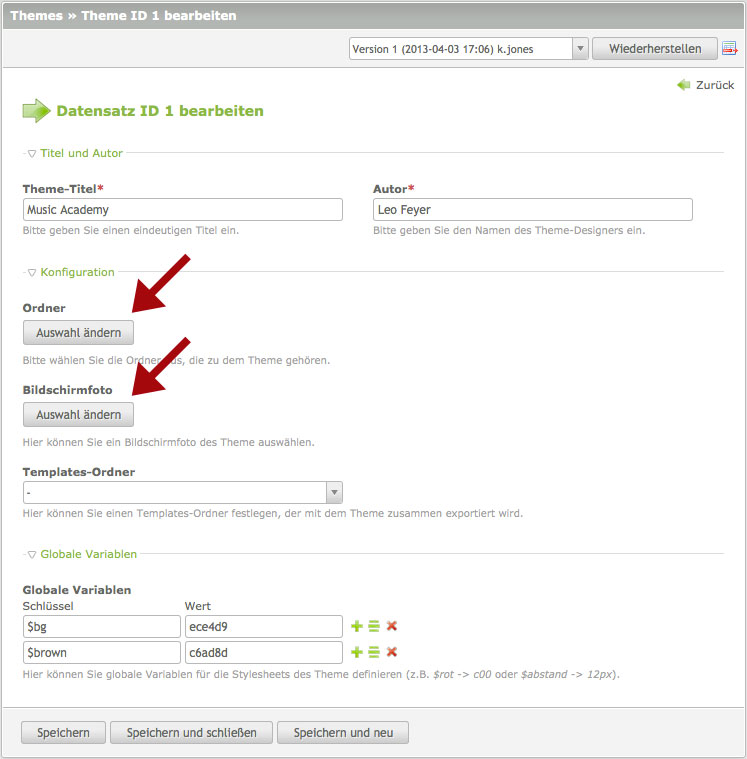 Themes » Theme ID 1 bearbeiten
Version 1 (2013-04-03 17:06) k.jones Wiederherstellen
Zurück
Datensatz ID 1 bearbeiten
Titel und Autor
Theme-Titel* Autor*
Music Academy Leo Feyer
Bitte geben Sie einen eindeutigen Titel ein. Bitte geben Sie den Namen des Theme-Designers ein.
Konfiguration
Ordner
Auswahl ändern
Bitte wählen Sie die Ordner aus, die zu dem Theme gehören.
Bildschirmfoto
Auswahl ändern
Hier können Sie ein Bildschirmfoto des Theme auswählen.
Templates-Ordner
-
Hier können Sie einen Templates-Ordner festlegen, der mit dem Theme zusammen exportiert wird.
Globale Variablen
Globale Variablen
Schlüssel Wert
$bg ece4d9
$brown c6ad8d
Hier können Sie globale Variablen für die Stylesheets des Theme definieren (z.B. $rot -> c00 oder $abstand -> 12px).
Speichern Speichern und schließen Speichern und neu